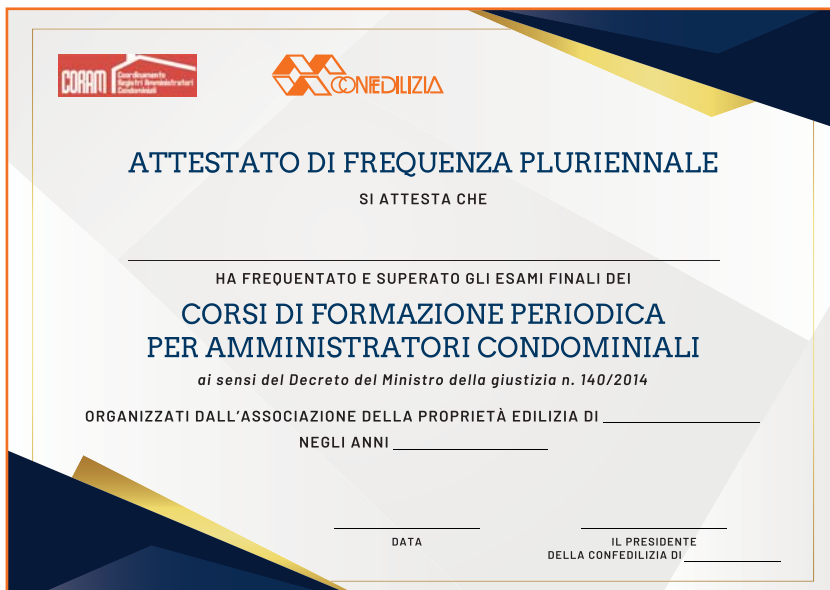 CORAM
Coordinamento
Registri Amministratori
Condominiali
CONFEDILIZIA
ATTESTATO DI FREQUENZA PLURIENNALE
SI ATTESTA CHE
HA FREQUENTATO E SUPERATO GLI ESAMI FINALI DEI
CORSI DI FORMAZIONE PERIODICA
PER AMMINISTRATORI CONDOMINIALI
ai sensi del Decreto del Ministro della giustizia n. 140/2014
ORGANIZZATI DALL'ASSOCIAZIONE DELLA PROPRIETÀ EDILIZIA DI
NEGLI ANNI
DATA
IL PRESIDENTE
DELLA CONFEDILIZIA DI